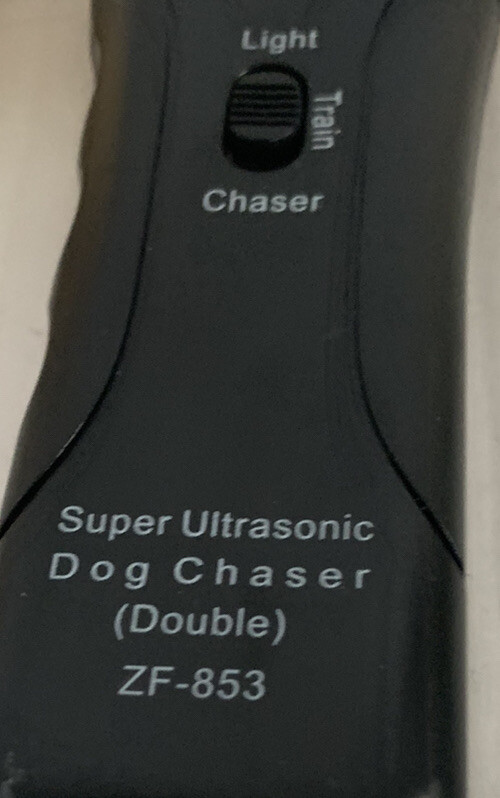 Light
Train
Chaser
Super Ultrasonic
Dog Chaser
(Double)
ZF-853